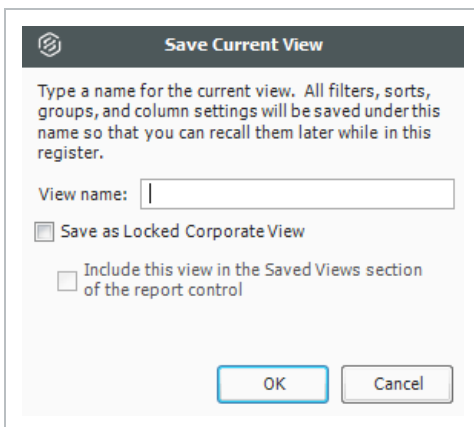 Save Current View
Type a name for the current view. All filters, sorts,
groups, and column settings will be saved under this
name so that you can recall them later while in this
register.
View name:
Save as Locked Corporate View
Include this view in the Saved Views section
of the report control
OK Cancel